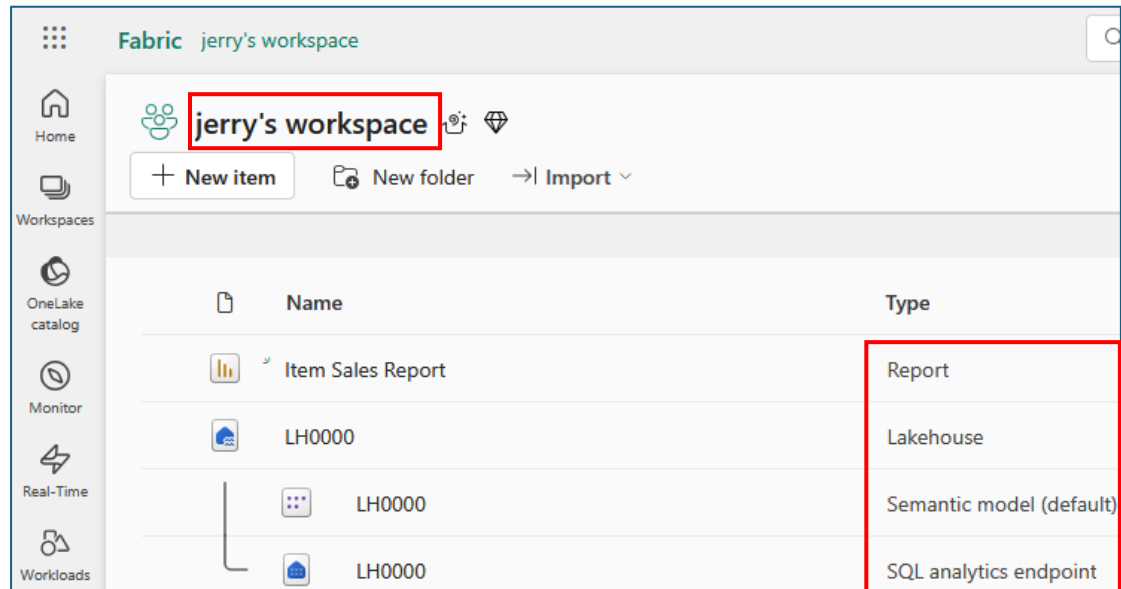 Fabric jerry's workspace
Home
jerry's workspace
New item New folder Import
Workspaces
OneLake
catalog
Name Type
Item Sales Report Report
Monitor
LH0000 Lakehouse
Real-Time
LH0000 Semantic model (default)
Workloads
LH0000 SQL analytics endpoint